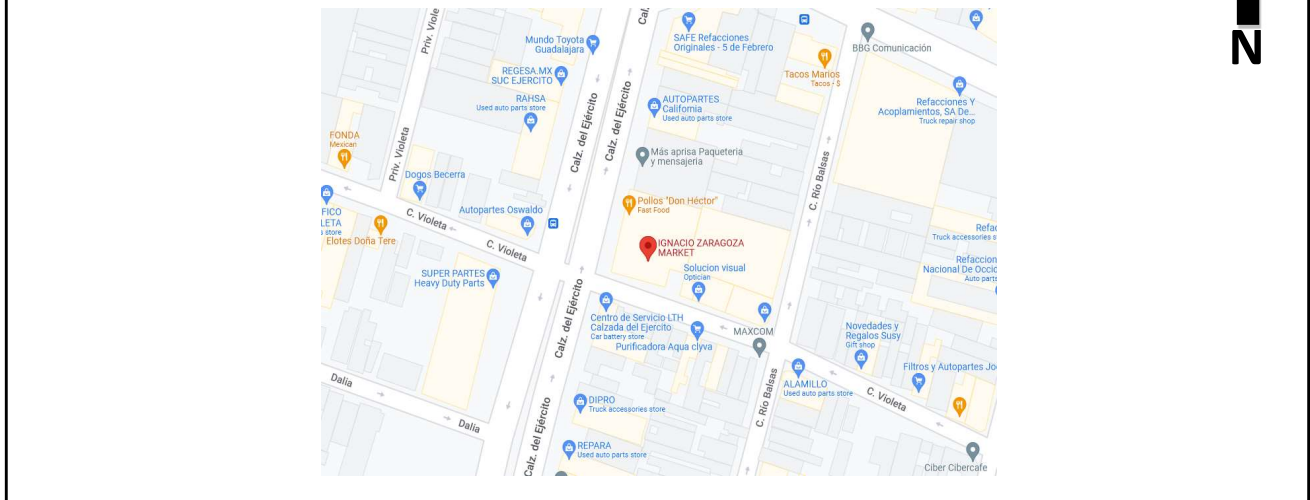 N
Priv. Viole
Cal.
Mundo Toyota
Guadalajara
SAFE Refacciones
Originales - 5 de Febrero
BBG Comunicación
REGESA.MX
SUC EJERCITO
Tacos Marios
Tacos • $
RAHSA
Used auto parts store
Calz. del Ejército
Calz. del Ejército
AUTOPARTES
California
Used auto parts store
Refacciones Y
Acoplamientos, SA De...
Truck repair shop
FONDA
Mexican
Priv. Violeta
Más aprisa Paqueteria
y mensajeria
C. Río Balsas
Dogos Becerra
Pollos "Don Héctor"
Fast Food
FICO
LETA
s store
C. Violeta
Autopartes Oswaldo
Elotes Doña Tere
C. Violeta
IGNACIO ZARAGOZA
MARKET
Refac
Truck accessories s
SUPER PARTES
Heavy Duty Parts
Solucion visual
Optician
Refaccion
Nacional De Occid
Auto parts
Calz. del Ejército
Centro de Servicio LTH
Calzada del Ejercito
Car battery store
MAXCOM
Novedades y
Regalos Susy
Gift shop
Purificadora Aqua clyva
Filtros y Autopartes Jo
Dalia
ALAMILLO
Used auto parts store
C. Violeta
DIPRO
Truck accessories store
C. Río Balsas
Dalia
Calz. del Ejército
REPARA
Used auto parts store
Ciber Cibercafe